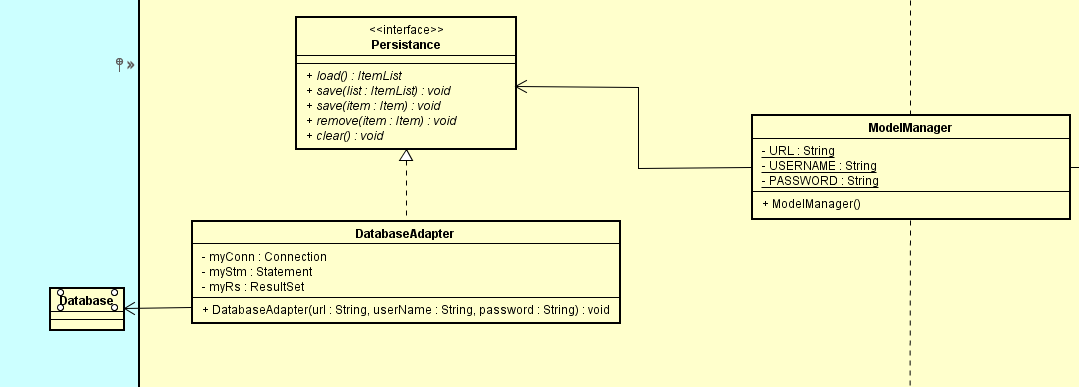 <<interface>>
Persistance
+ load() : ItemList
+ save(list : ItemList) : void
+ save(item : Item) : void
+ remove(item : Item) : void
+ clear() : void
ModelManager
- URL : String
- USERNAME : String
- PASSWORD : String
+ ModelManager()
DatabaseAdapter
- myConn : Connection
- myStm : Statement
- myRs : ResultSet
+ DatabaseAdapter(url : String, userName : String, password : String) : void
Database